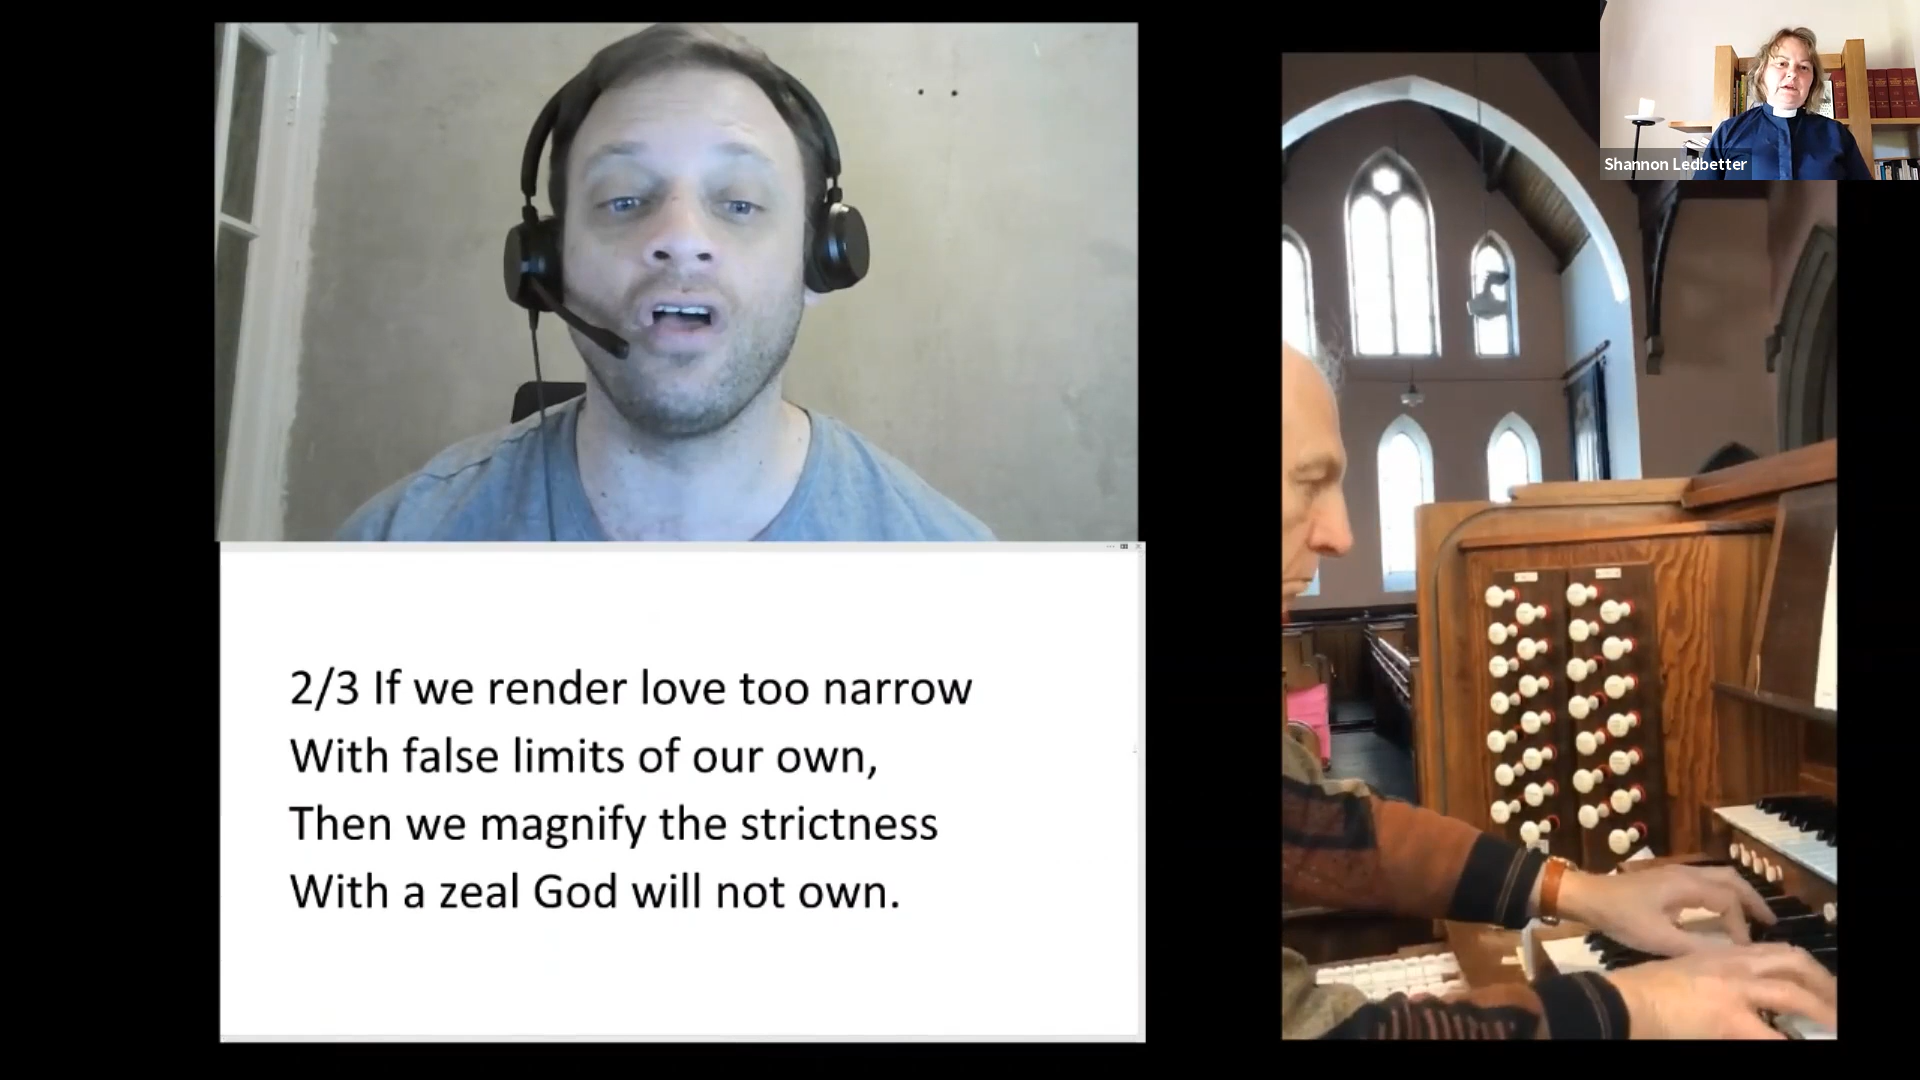 Shannon Ledbetter
2/3 If we render love too narrow
With false limits of our own,
Then we magnify the strictness
With a zeal God will not own.